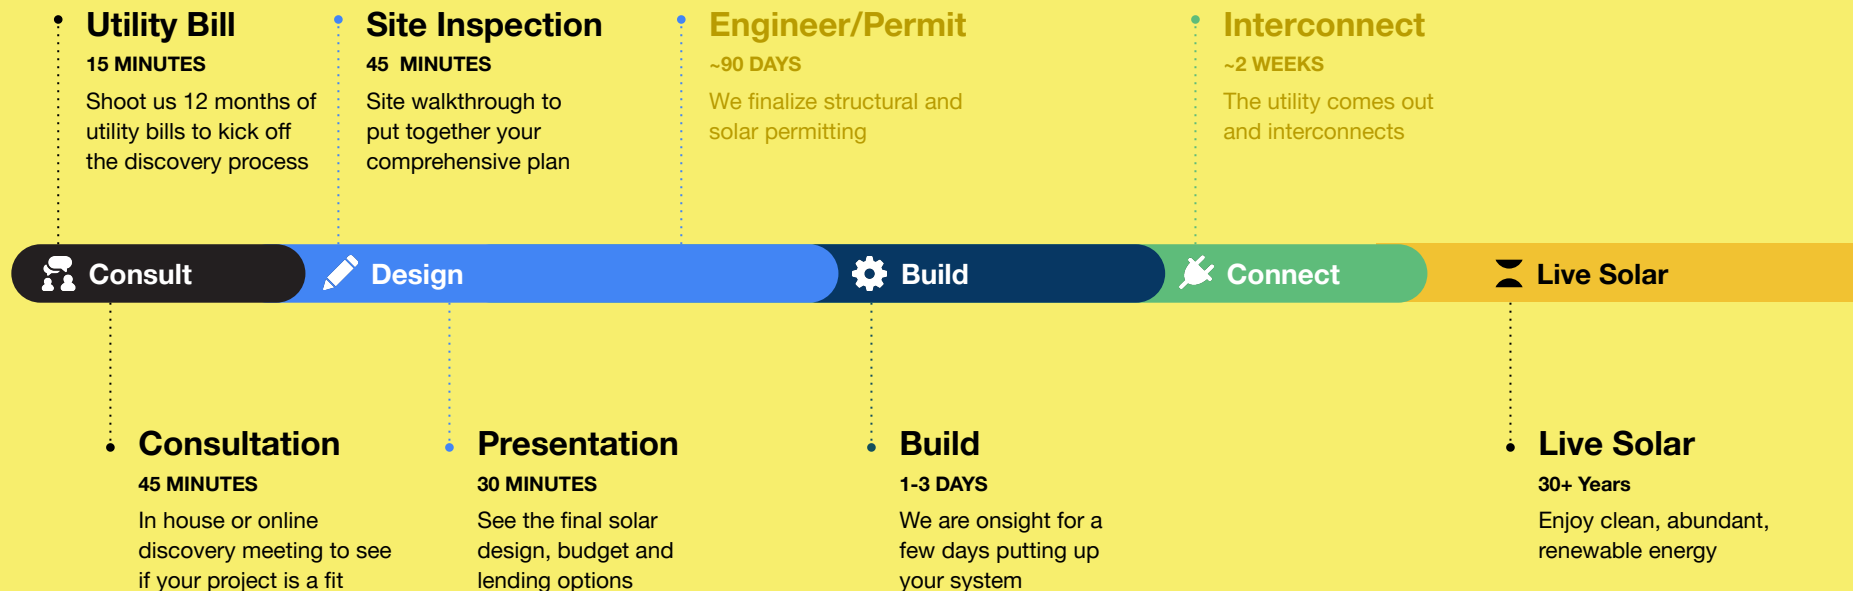 Utility Bill
15 MINUTES
Shoot us 12 months of
utility bills to kick off
the discovery process
Site Inspection
45 MINUTES
Site walkthrough to
put together your
comprehensive plan
Engineer/Permit
~90 DAYS
We finalize structural and
solar permitting
Interconnect
~2 WEEKS
The utility comes out
and interconnects
Consult
Design
Build
Connect
Live Solar
Consultation
45 MINUTES
In house or online
discovery meeting to see
if your project is a fit
Presentation
30 MINUTES
See the final solar
design, budget and
lending options
Build
1-3 DAYS
We are onsight for a
few days putting up
your system
Live Solar
30+ Years
Enjoy clean, abundant,
renewable energy